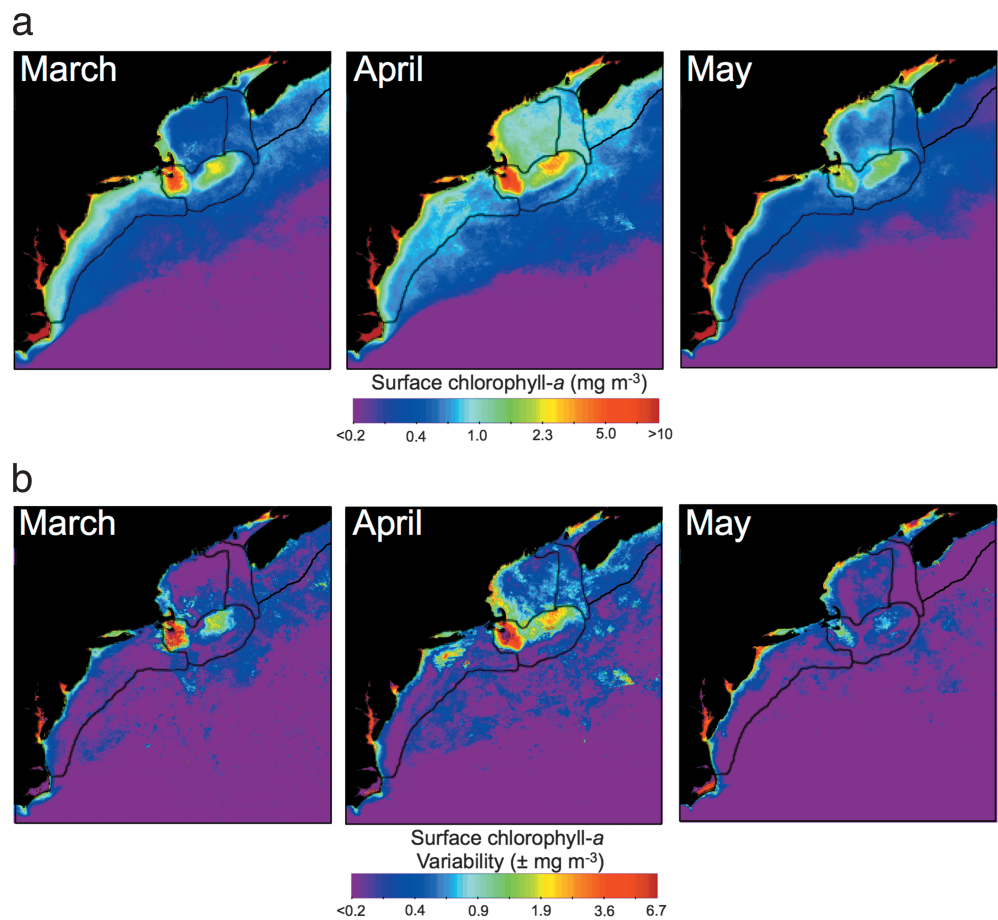 a
March
April
May
Surface chlorophyll-a (mg m-3)
<0.2 0.4 1.0 2.3 5.0 >10
b
March
April
May
Surface chlorophyll-a
Variability (± mg m-3)
<0.2 0.4 0.9 1.9 3.6 6.7